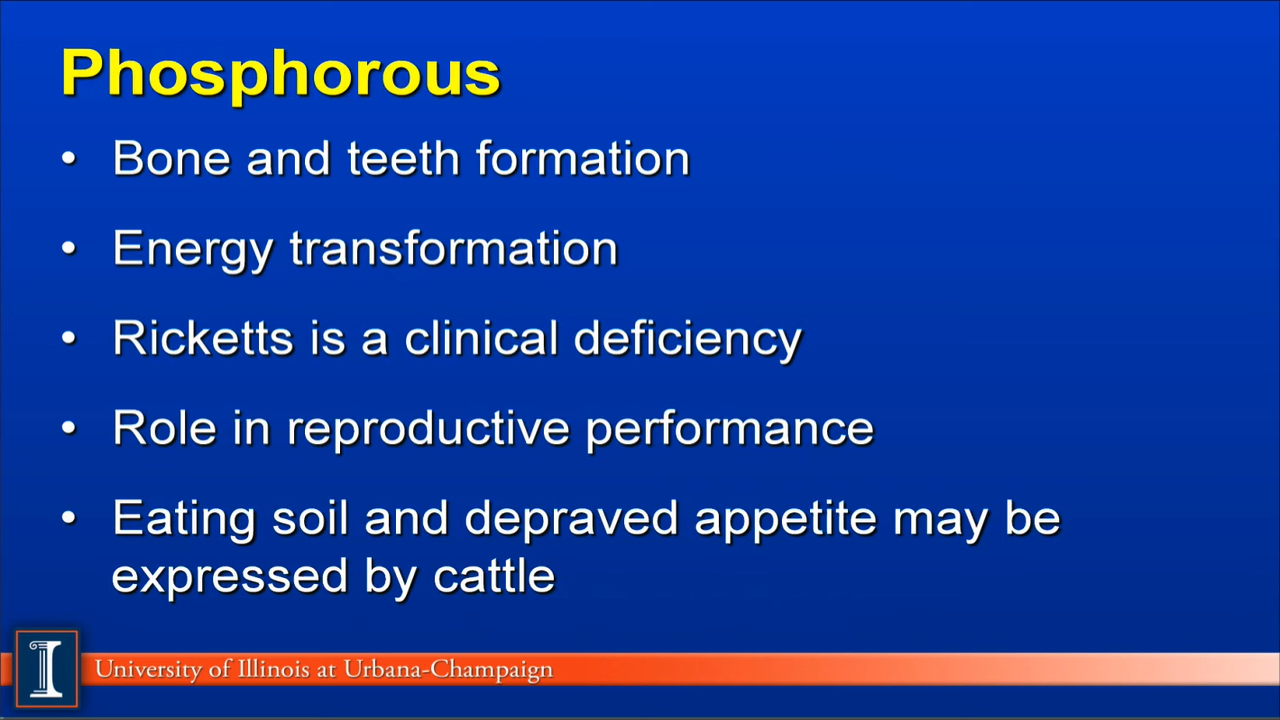 Phosphorous
• Bone and teeth formation
• Energy transformation
• Ricketts is a clinical deficiency
• Role in reproductive performance
• Eating soil and depraved appetite may be
expressed by cattle
I University of Illinois at Urbana-Champaign